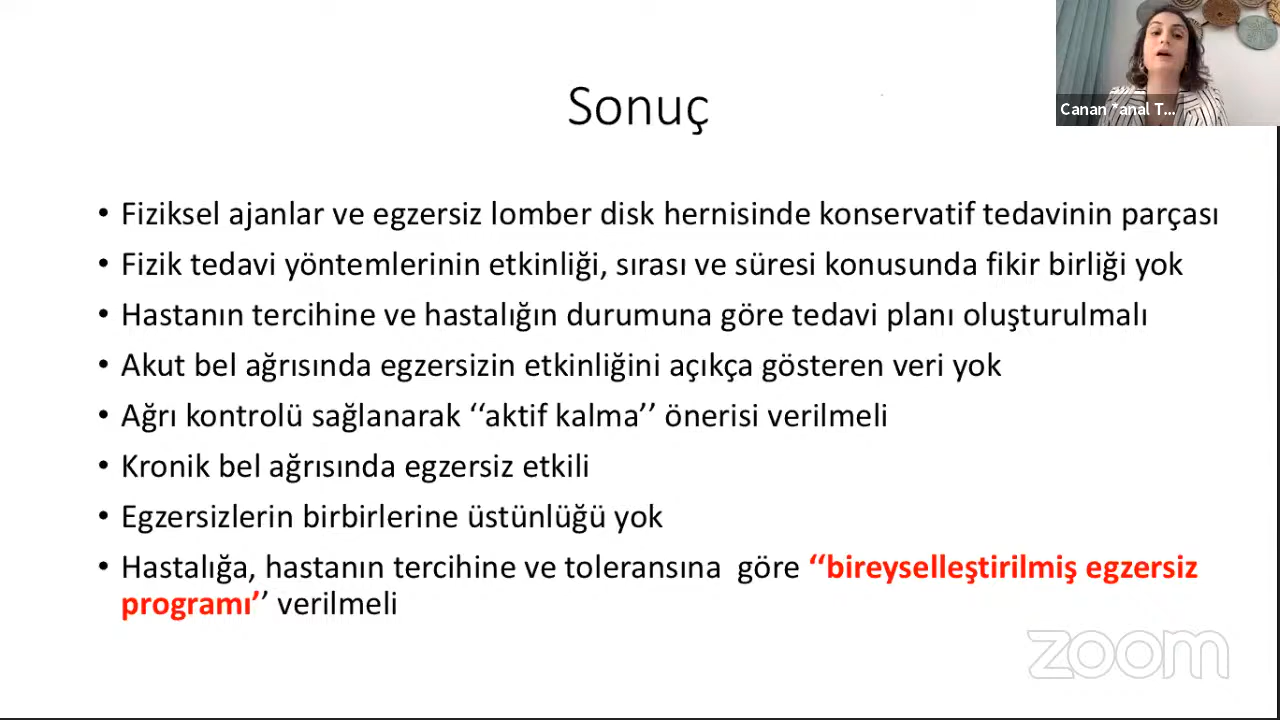 Sonuç
Canan *anal T...
• Fiziksel ajanlar ve egzersiz lomber disk hernisinde konservatif tedavinin parçası
• Fizik tedavi yöntemlerinin etkinliği, sırası ve süresi konusunda fikir birliği yok
• Hastanın tercihine ve hastalığın durumuna göre tedavi planı oluşturulmalı
• Akut bel ağrısında egzersizin etkinliğini açıkça gösteren veri yok
• Ağrı kontrolü sağlanarak ‘‘aktif kalma’’ önerisi verilmeli
• Kronik bel ağrısında egzersiz etkili
• Egzersizlerin birbirlerine üstünlüğü yok
• Hastalığa, hastanın tercihine ve toleransına  göre ‘‘bireyselleştirilmiş egzersiz
programı’’ verilmeli
zoom